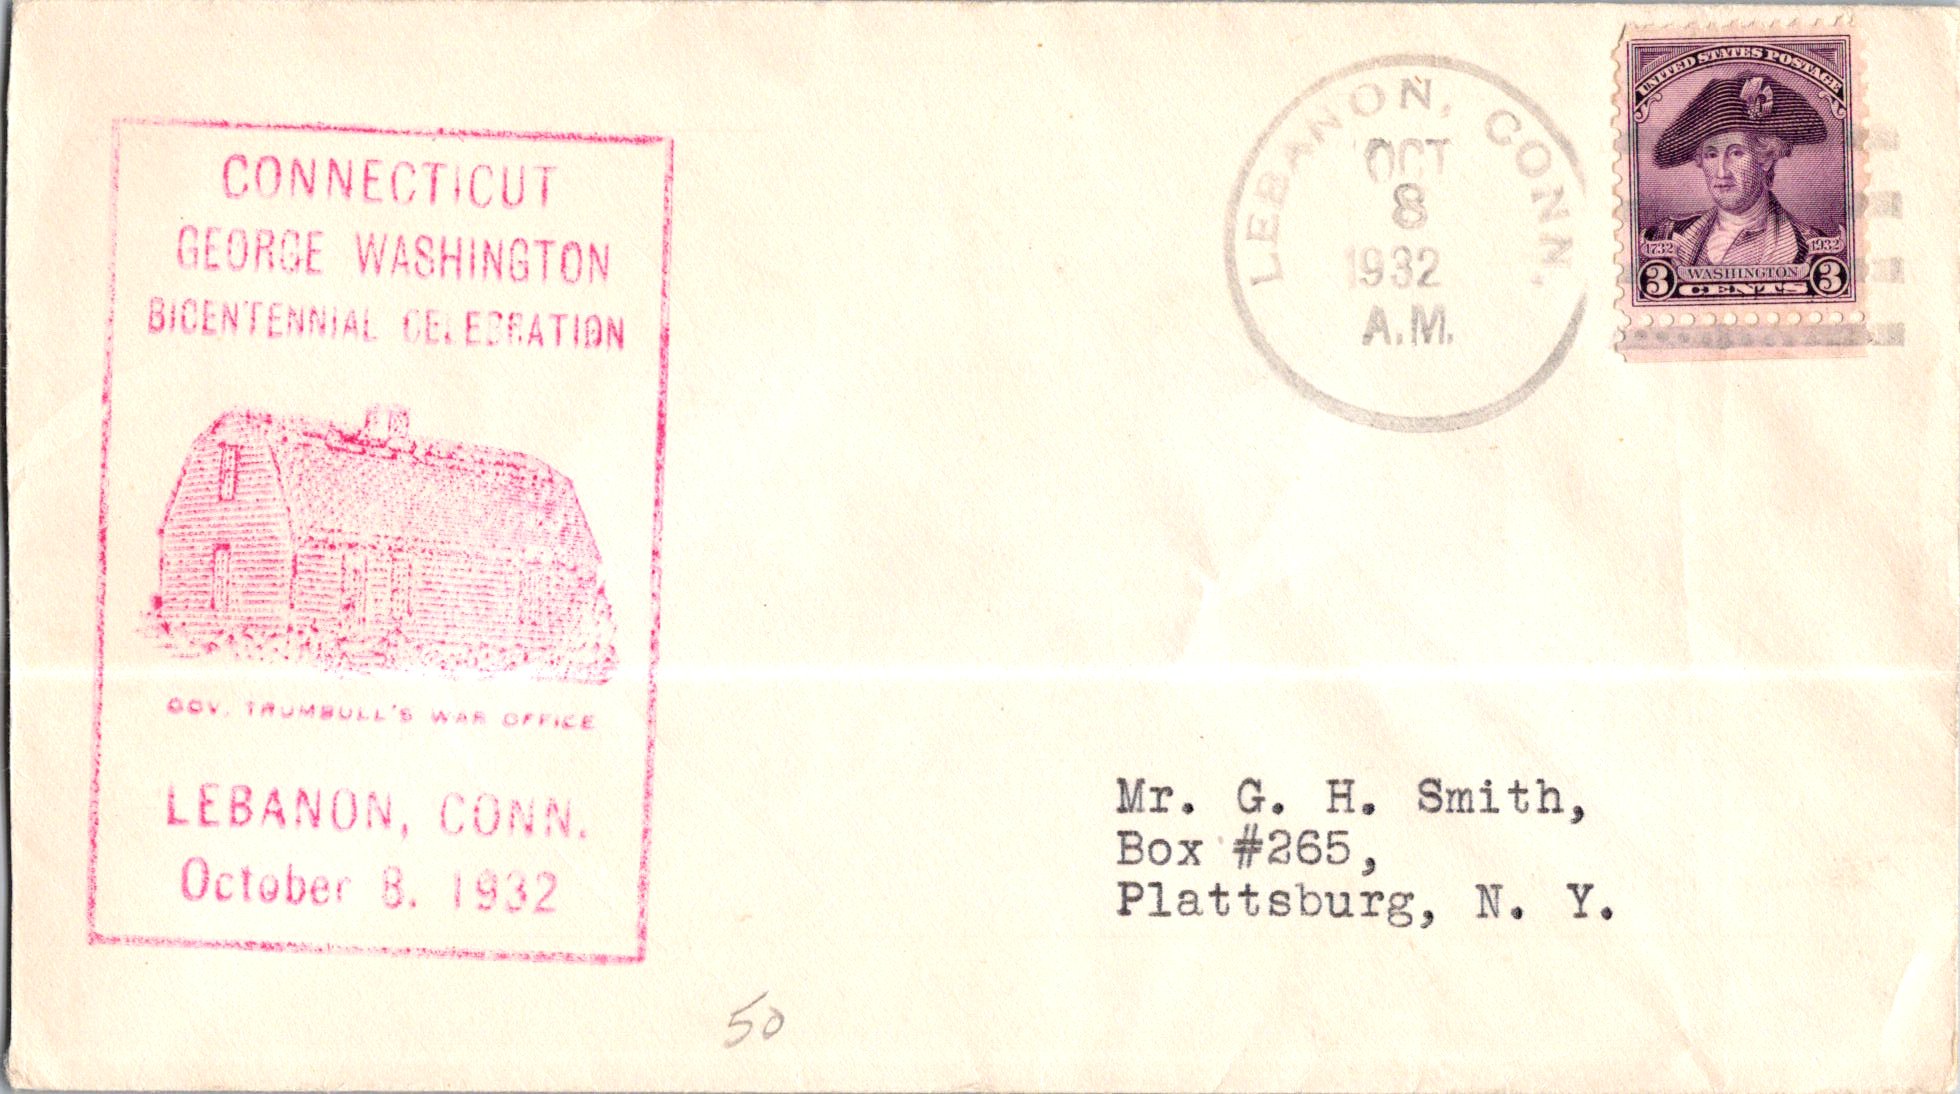 CONNECTICUT
GEORGE WASHINGTON
BICENTENNIAL CELEBRATION
GOV. TRUMBULL'S WAR OFFICE
LEBANON, CONN.
October 8. 1932
LEBANON, CONN.
OCT
8
1932
A.M.
UNITED STATES POSTAGE
1732 1932
3 WASHINGTON 3
CENTS
Mr. G. H. Smith,
Box #265,
Plattsburg, N. Y.
50